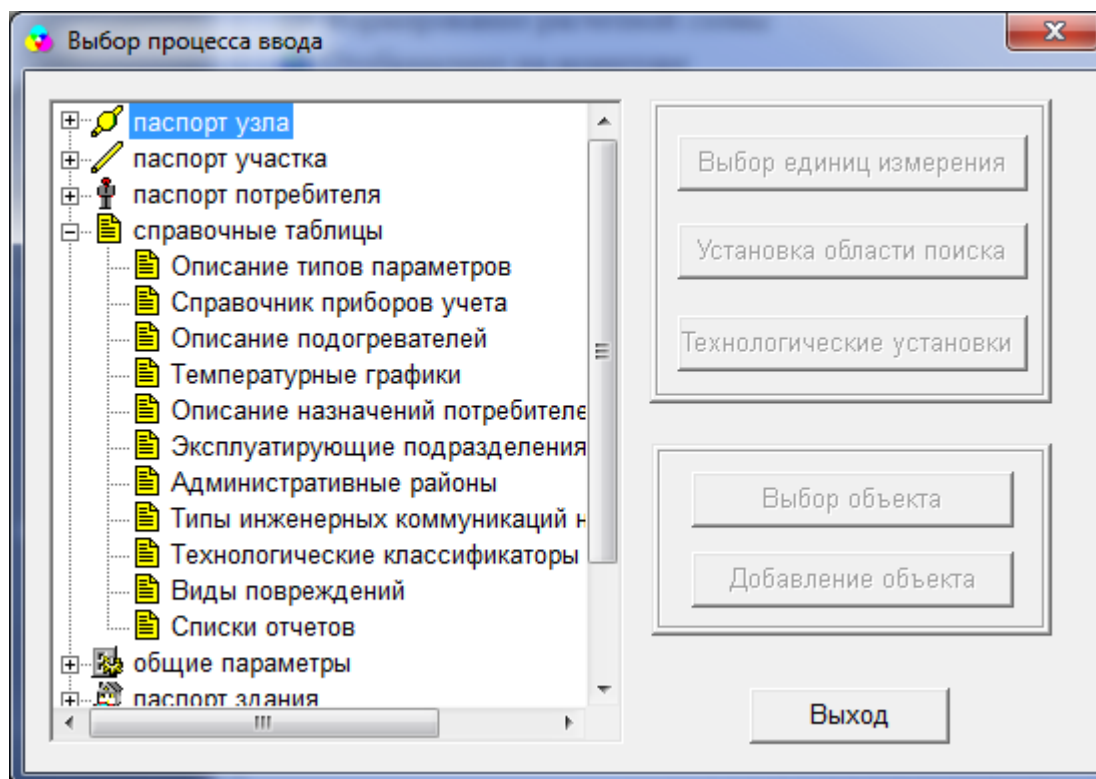 Выбор процесса ввода
паспорт узла
паспорт участка
паспорт потребителя
справочные таблицы
Описание типов параметров
Справочник приборов учета
Описание подогревателей
Температурные графики
Описание назначений потребителе
Эксплуатирующие подразделения
Административные районы
Типы инженерных коммуникаций н
Технологические классификаторы
Виды повреждений
Списки отчетов
общие параметры
паспорт здания
Выбор единиц измерения
Установка области поиска
Технологические установки
Выбор объекта
Добавление объекта
Выход